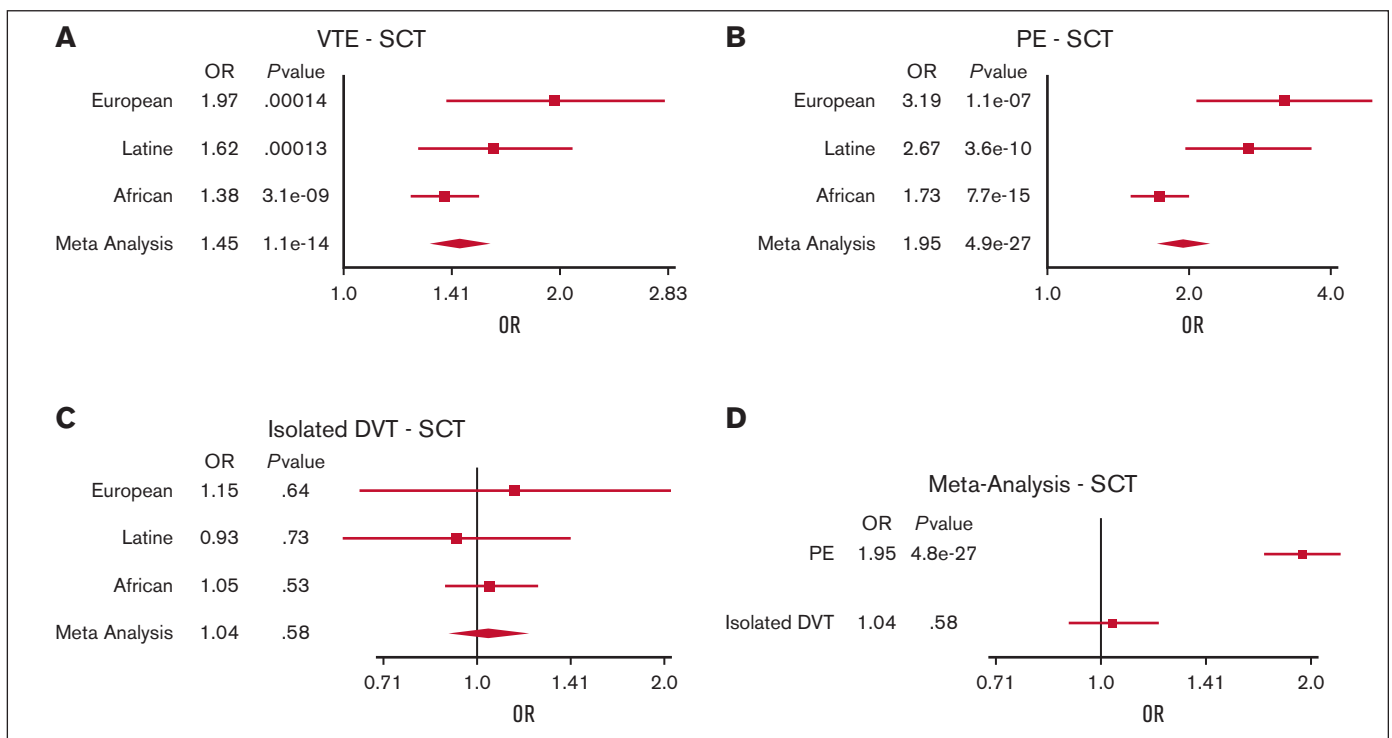 A
VTE - SCT
OR Pvalue
European 1.97 .00014
Latine 1.62 .00013
African 1.38 3.1e-09
Meta Analysis 1.45 1.1e-14
1.0 1.41 2.0 2.83
OR
B
PE - SCT
OR Pvalue
European 3.19 1.1e-07
Latine 2.67 3.6e-10
African 1.73 7.7e-15
Meta Analysis 1.95 4.9e-27
1.0 2.0 4.0
OR
C
Isolated DVT - SCT
OR Pvalue
European 1.15 .64
Latine 0.93 .73
African 1.05 .53
Meta Analysis 1.04 .58
0.71 1.0 1.41 2.0
OR
D
Meta-Analysis - SCT
OR Pvalue
PE 1.95 4.8e-27
Isolated DVT 1.04 .58
0.71 1.0 1.41 2.0
OR